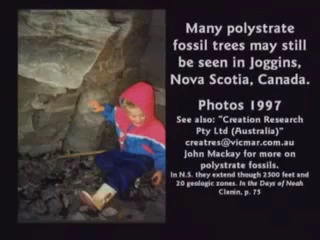 Many polystrate
fossil trees may still
be seen in Joggins,
Nova Scotia, Canada.
Photos 1997
See also: "Creation Research
Pty Ltd (Australia)"
creatres@vicmar.com.au
John Mackay for more on
polystrate fossils.
In N.S. they extend though 2500 feet and
20 geologic zones. In the Days of Noah
Clanin, p. 75